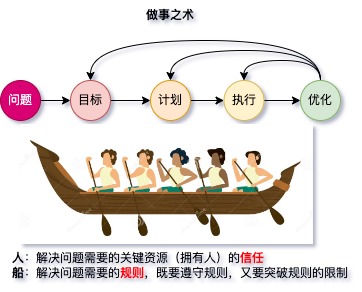 做事之术
问题
目标
计划
执行
优化
人：解决问题需要的关键资源（拥有人）的信任
船：解决问题需要的规则，既要遵守规则，又要突破规则的限制